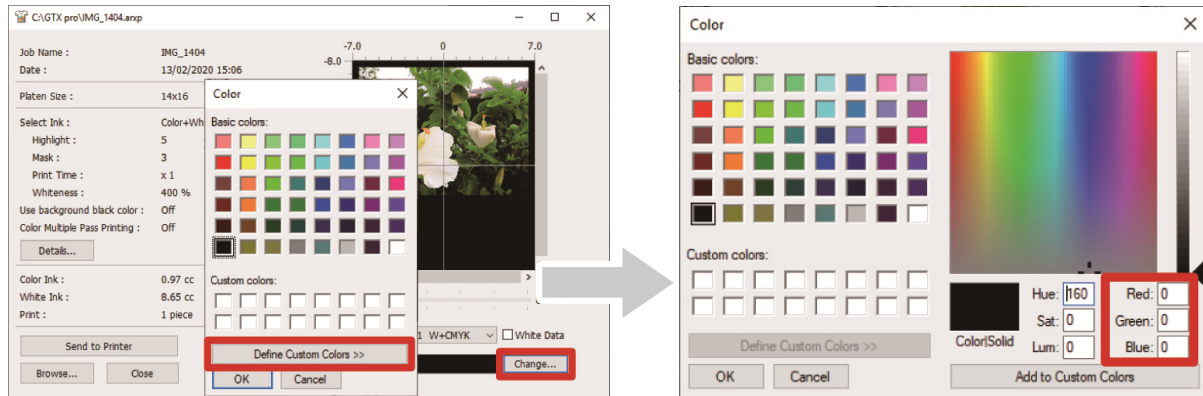 C:\GTX pro\IMG_1404.arxp
Job Name : IMG_1404
Date : 13/02/2020 15:06
Platen Size : 14x16
Select Ink : Color+Wh
Highlight : 5
Mask : 3
Print Time : x 1
Whiteness : 400 %
Use background black color : Off
Color Multiple Pass Printing : Off
Details...
Color Ink : 0.97 cc
White Ink : 8.65 cc
Print : 1 piece
Send to Printer
Browse... Close
-7.0 0 7.0
-8.0
Color
Basic colors:
Custom colors:
Define Custom Colors >>
OK Cancel
1 W+CMYK White Data
Change...
Color
Basic colors:
Custom colors:
Define Custom Colors >>
OK Cancel
Color|Solid
Hue: 160 Red: 0
Sat: 0 Green: 0
Lum: 0 Blue: 0
Add to Custom Colors